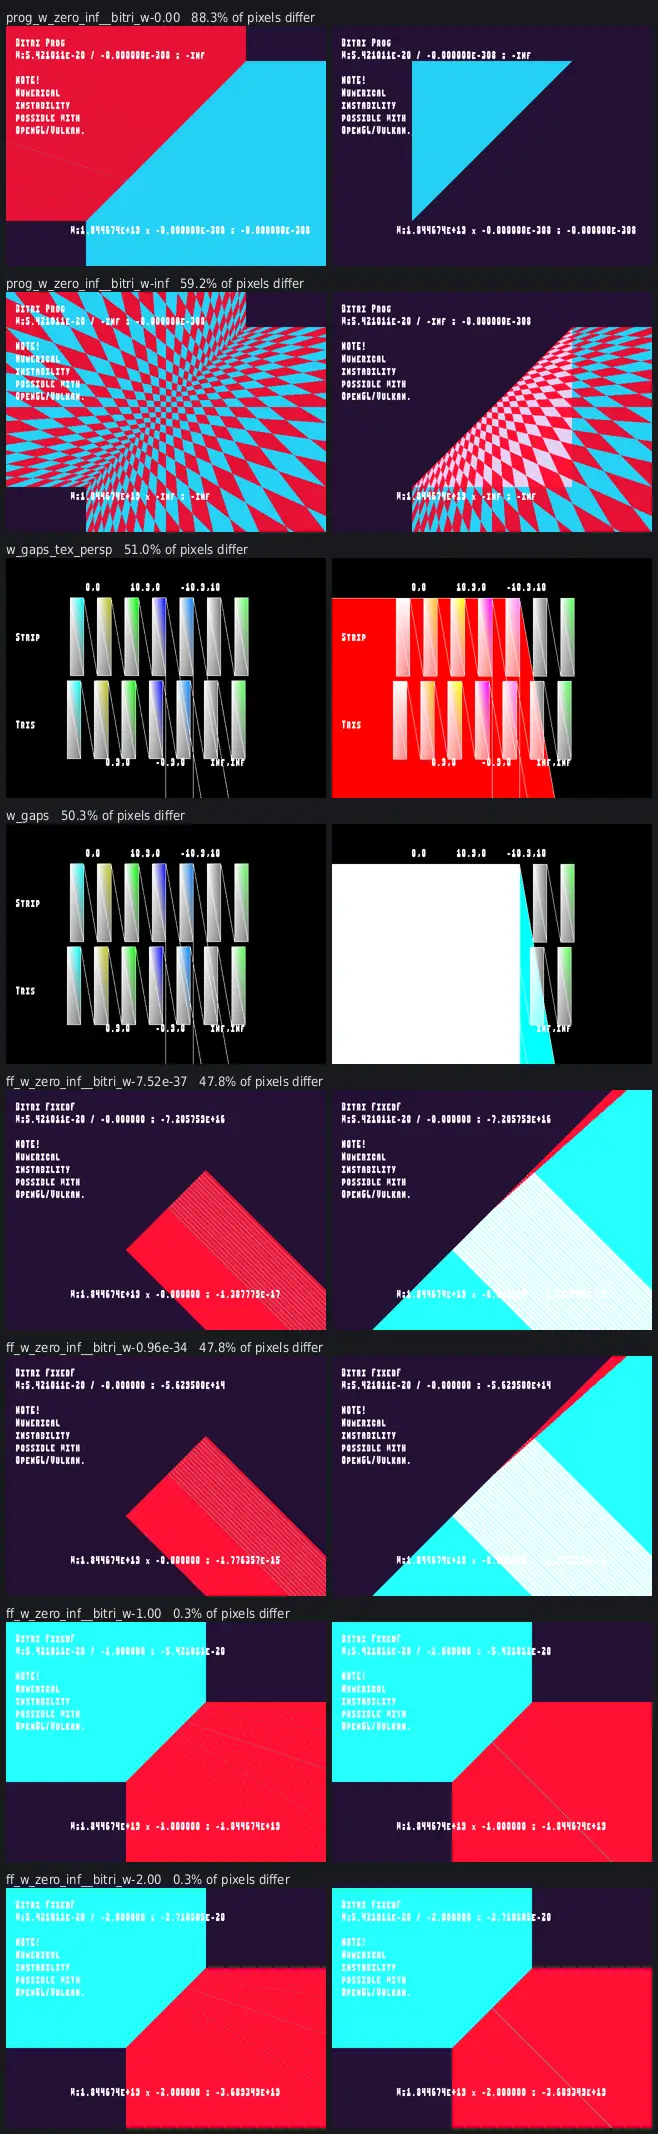 prog_w_zero_inf__bitri_w-0.00   88.3% of pixels differ
Bitri Prog
M:5.421011E-20 / -0.000000E-308 : -INF
NOTE!
Numerical
instability
possible with
OpenGL/Vulkan.
M:1.844674E+19 x -0.000000E-308 : -0.000000E-308
Bitri Prog
M:5.421011E-20 / -0.000000E-308 : -INF
NOTE!
Numerical
instability
possible with
OpenGL/Vulkan.
M:1.844674E+19 x -0.000000E-308 : -0.000000E-308
prog_w_zero_inf__bitri_w-inf   59.2% of pixels differ
Bitri Prog
M:5.421011E-20 / -INF : -0.000000E-308
NOTE!
Numerical
instability
possible with
OpenGL/Vulkan.
M:1.844674E+19 x -INF : -INF
Bitri Prog
M:5.421011E-20 / -INF : -0.000000E-308
NOTE!
Numerical
instability
possible with
OpenGL/Vulkan.
M:1.844674E+19 x -INF : -INF
w_gaps_tex_persp   51.0% of pixels differ
0,0 10.9,0 -10.9,10
Strip
Tris
0.9,0 -0.9,0 INF,INF
0,0 10.9,0 -10.9,10
Strip
Tris
0.9,0 -0.9,0 INF,INF
w_gaps   50.3% of pixels differ
0,0 10.9,0 -10.9,10
Strip
Tris
0.9,0 -0.9,0 INF,INF
0,0 10.9,0 -10.9,10
INF,INF
ff_w_zero_inf__bitri_w-7.52e-37   47.8% of pixels differ
Bitri FixedF
M:5.421011E-20 / -0.000000 : -7.205759E+16
NOTE!
Numerical
instability
possible with
OpenGL/Vulkan.
M:1.844674E+19 x -0.000000 : -1.387779E-17
Bitri FixedF
M:5.421011E-20 / -0.000000 : -7.205759E+16
NOTE!
Numerical
instability
possible with
OpenGL/Vulkan.
ff_w_zero_inf__bitri_w-0.96e-34   47.8% of pixels differ
Bitri FixedF
M:5.421011E-20 / -0.000000 : -5.629500E+14
NOTE!
Numerical
instability
possible with
OpenGL/Vulkan.
M:1.844674E+19 x -0.000000 : -1.776357E-15
Bitri FixedF
M:5.421011E-20 / -0.000000 : -5.629500E+14
NOTE!
Numerical
instability
possible with
OpenGL/Vulkan.
ff_w_zero_inf__bitri_w-1.00   0.3% of pixels differ
Bitri FixedF
M:5.421011E-20 / -1.000000 : -5.421011E-20
NOTE!
Numerical
instability
possible with
OpenGL/Vulkan.
M:1.844674E+19 x -1.000000 : -1.844674E+19
Bitri FixedF
M:5.421011E-20 / -1.000000 : -5.421011E-20
NOTE!
Numerical
instability
possible with
OpenGL/Vulkan.
M:1.844674E+19 x -1.000000 : -1.844674E+19
ff_w_zero_inf__bitri_w-2.00   0.3% of pixels differ
Bitri FixedF
M:5.421011E-20 / -2.000000 : -2.710505E-20
NOTE!
Numerical
instability
possible with
OpenGL/Vulkan.
M:1.844674E+19 x -2.000000 : -3.689349E+19
Bitri FixedF
M:5.421011E-20 / -2.000000 : -2.710505E-20
NOTE!
Numerical
instability
possible with
OpenGL/Vulkan.
M:1.844674E+19 x -2.000000 : -3.689349E+19